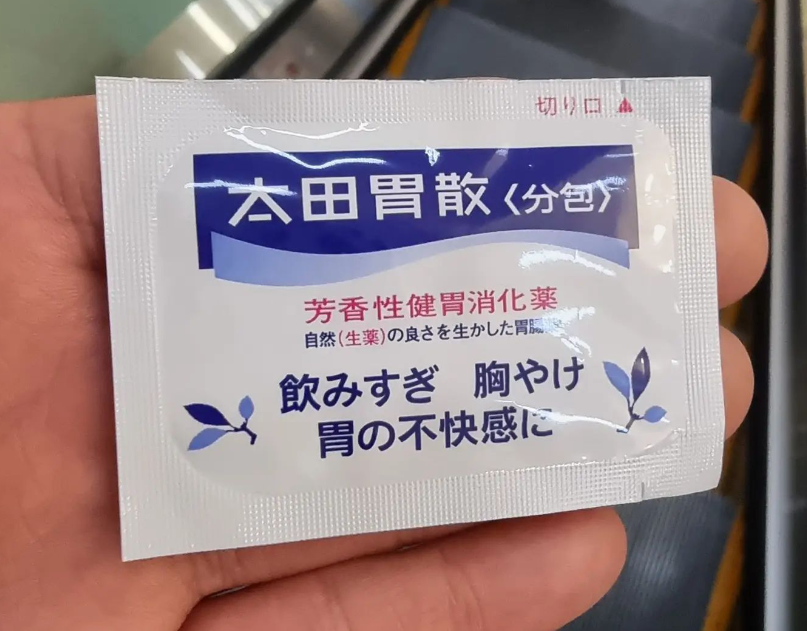 切り口 ▲
太田胃散〈分包〉
芳香性健胃消化薬
自然(生薬)の良さを生かした胃腸
飲みすぎ 胸やけ
胃の不快感に